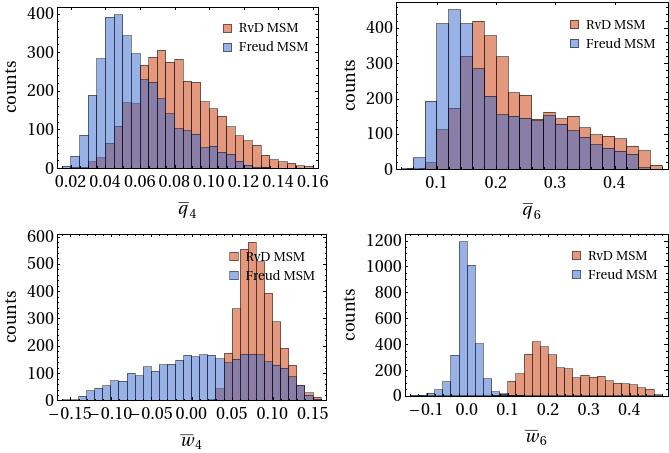 RvD MSM
Freud MSM
counts
400
300
200
100
0
0.02 0.04 0.06 0.08 0.10 0.12 0.14 0.16
q̅4
RvD MSM
Freud MSM
counts
400
300
200
100
0
0.1 0.2 0.3 0.4
q̅6
RvD MSM
Freud MSM
counts
600
500
400
300
200
100
0
−0.15 −0.10 −0.05 0.00 0.05 0.10 0.15
w̅4
RvD MSM
Freud MSM
counts
1200
1000
800
600
400
200
0
−0.1 0.0 0.1 0.2 0.3 0.4
w̅6